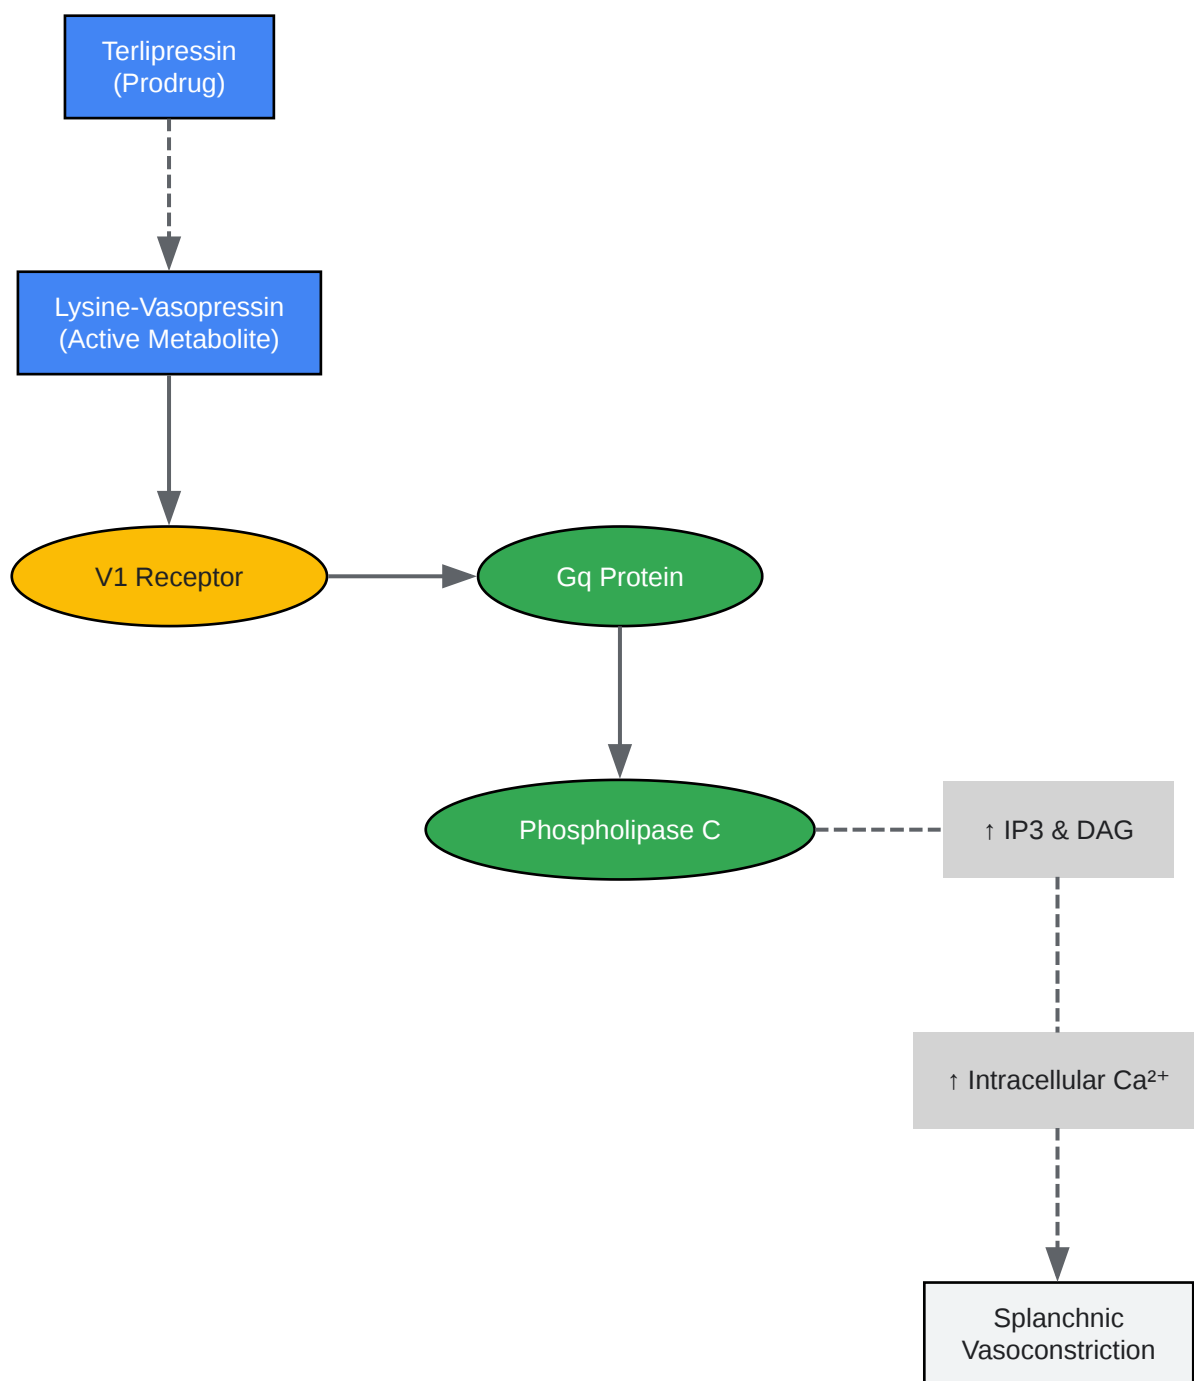 Terlipressin
(Prodrug)
Lysine-Vasopressin
(Active Metabolite)
V1 Receptor
Gq Protein
Phospholipase C
↑ IP3 & DAG
↑ Intracellular Ca²⁺
Splanchnic
Vasoconstriction